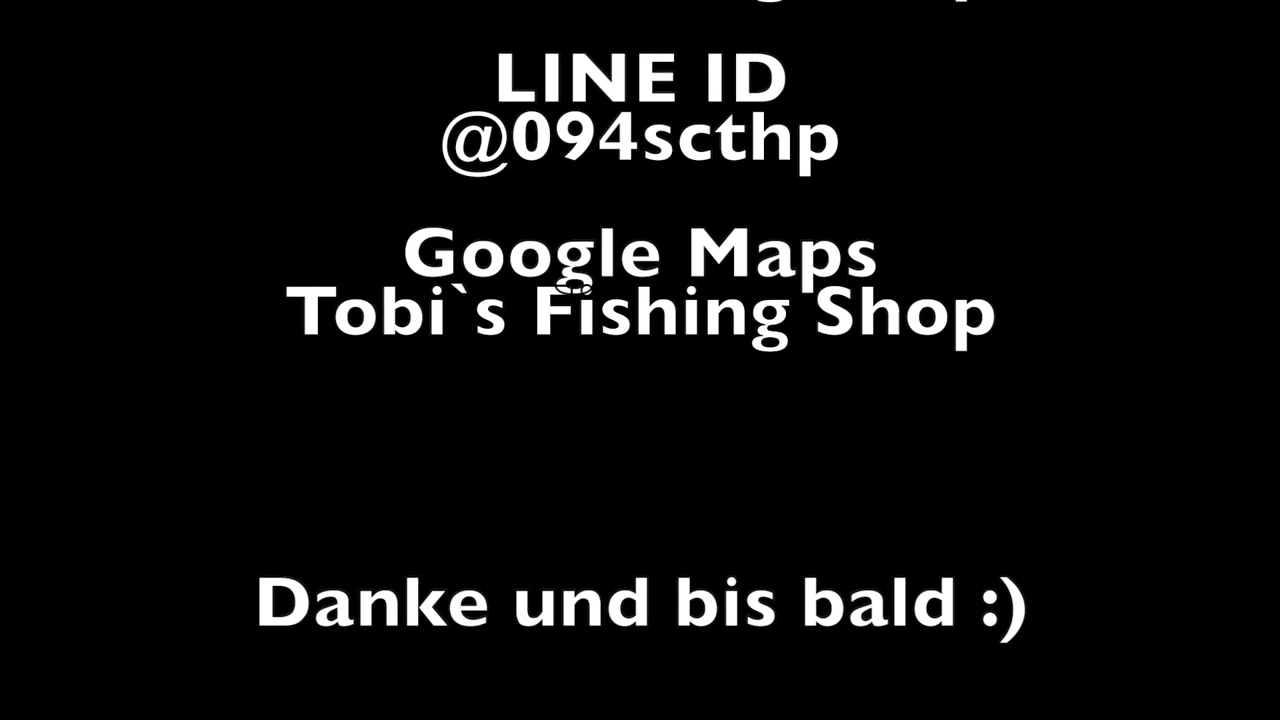 LINE ID
@094scthp
Google Maps
Tobi`s Fishing Shop
Danke und bis bald :)